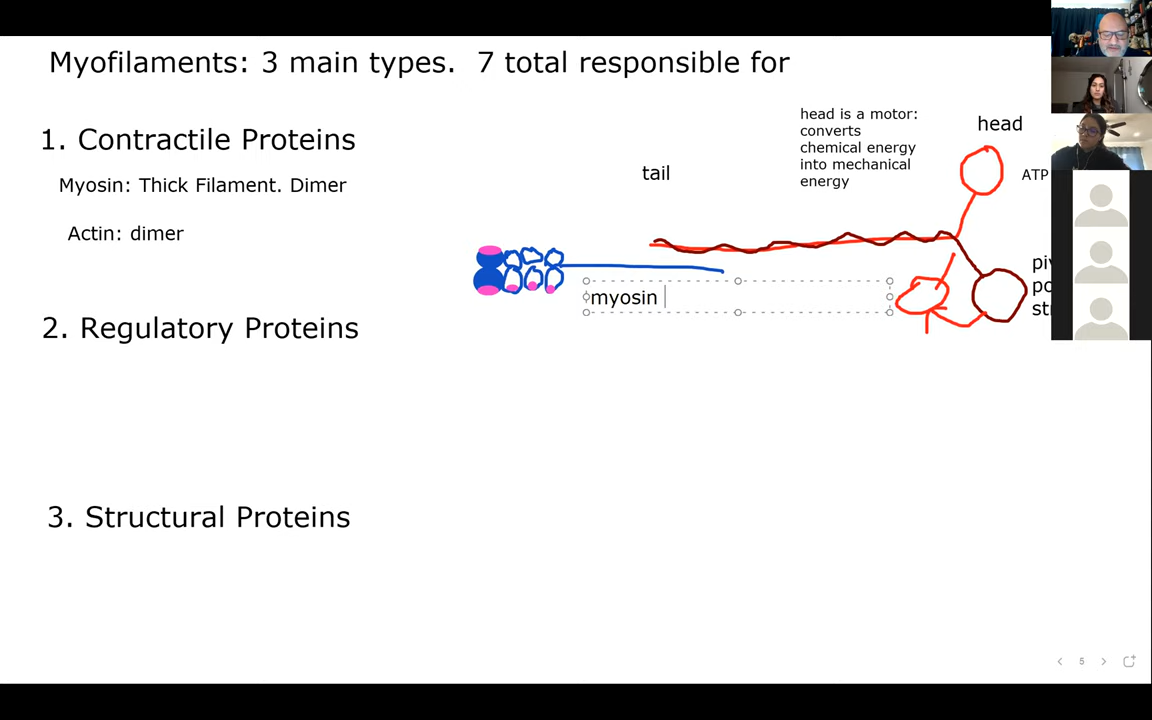 Myofilaments: 3 main types.  7 total responsible for
1. Contractile Proteins
Myosin: Thick Filament. Dimer
Actin: dimer
tail
head is a motor:
converts
chemical energy
into mechanical
energy
head
ATP
myosin
2. Regulatory Proteins
3. Structural Proteins
5